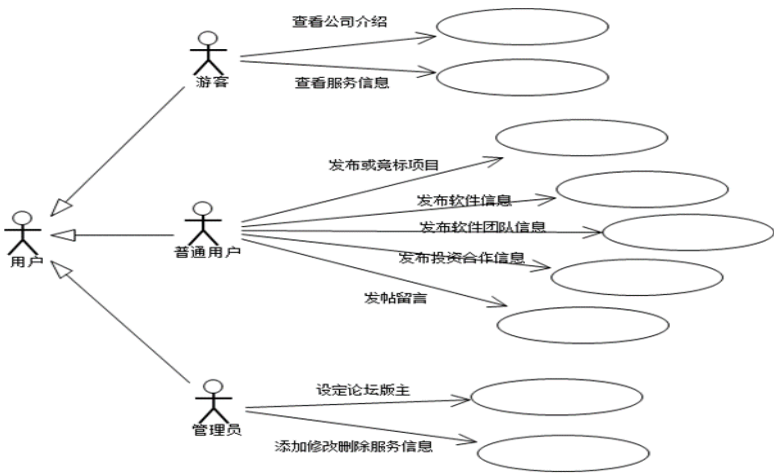 查看公司介绍
查看服务信息
游客
发布或竟标项目
发布软件信息
发布软件团队信息
发布投资合作信息
发帖留言
普通用户
用户
设定论坛版主
添加修改删除服务信息
管理员